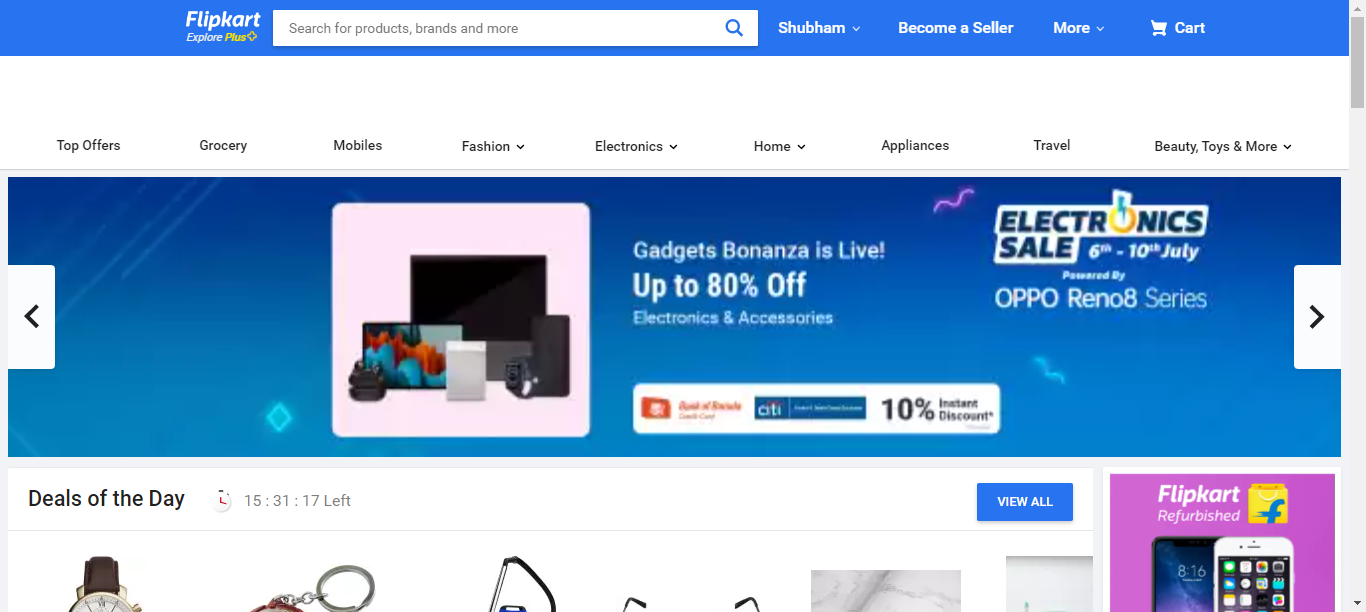 Flipkart
Explore Plus
Search for products, brands and more
Shubham
Become a Seller
More
Cart
Top Offers
Grocery
Mobiles
Fashion
Electronics
Home
Appliances
Travel
Beauty, Toys & More
Gadgets Bonanza is Live!
Up to 80% Off
Electronics & Accessories
Bank of Baroda
Credit Card
citi
10% Instant
Discount*
ELECTRONICS
SALE 6th - 10th July
Powered By
OPPO Reno8 Series
Deals of the Day
15 : 31 : 17 Left
VIEW ALL
Flipkart
Refurbished
8:16